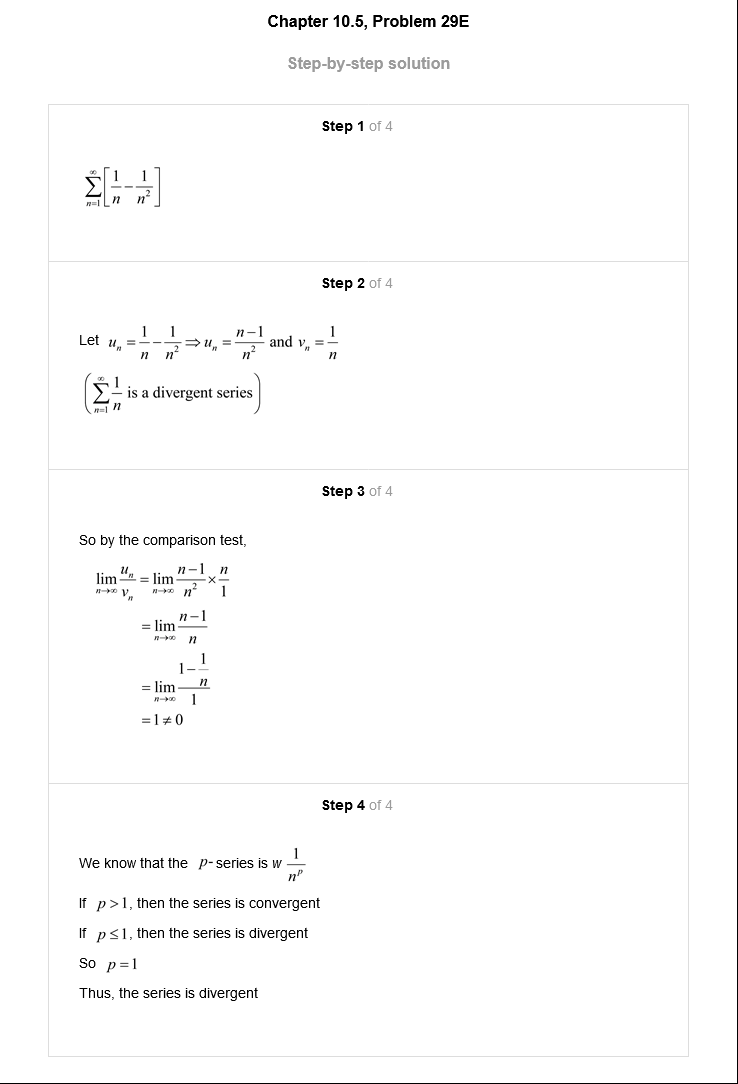 Chapter 10.5, Problem 29E
Step-by-step solution
Step 1 of 4
\sum_{n=1}^{\infty} \left[ \frac{1}{n} - \frac{1}{n^2} \right]
Step 2 of 4
Let u_n = \frac{1}{n} - \frac{1}{n^2} \Rightarrow u_n = \frac{n-1}{n^2} and v_n = \frac{1}{n}
\left( \sum_{n=1}^{\infty} \frac{1}{n} is a divergent series \right)
Step 3 of 4
So by the comparison test,
\lim_{n \to \infty} \frac{u_n}{v_n} = \lim_{n \to \infty} \frac{n-1}{n^2} \times \frac{n}{1}
= \lim_{n \to \infty} \frac{n-1}{n}
= \lim_{n \to \infty} \frac{1 - \frac{1}{n}}{1}
= 1 ≠ 0
Step 4 of 4
We know that the p- series is w \frac{1}{n^p}
If p > 1, then the series is convergent
If p ≤ 1, then the series is divergent
So p = 1
Thus, the series is divergent